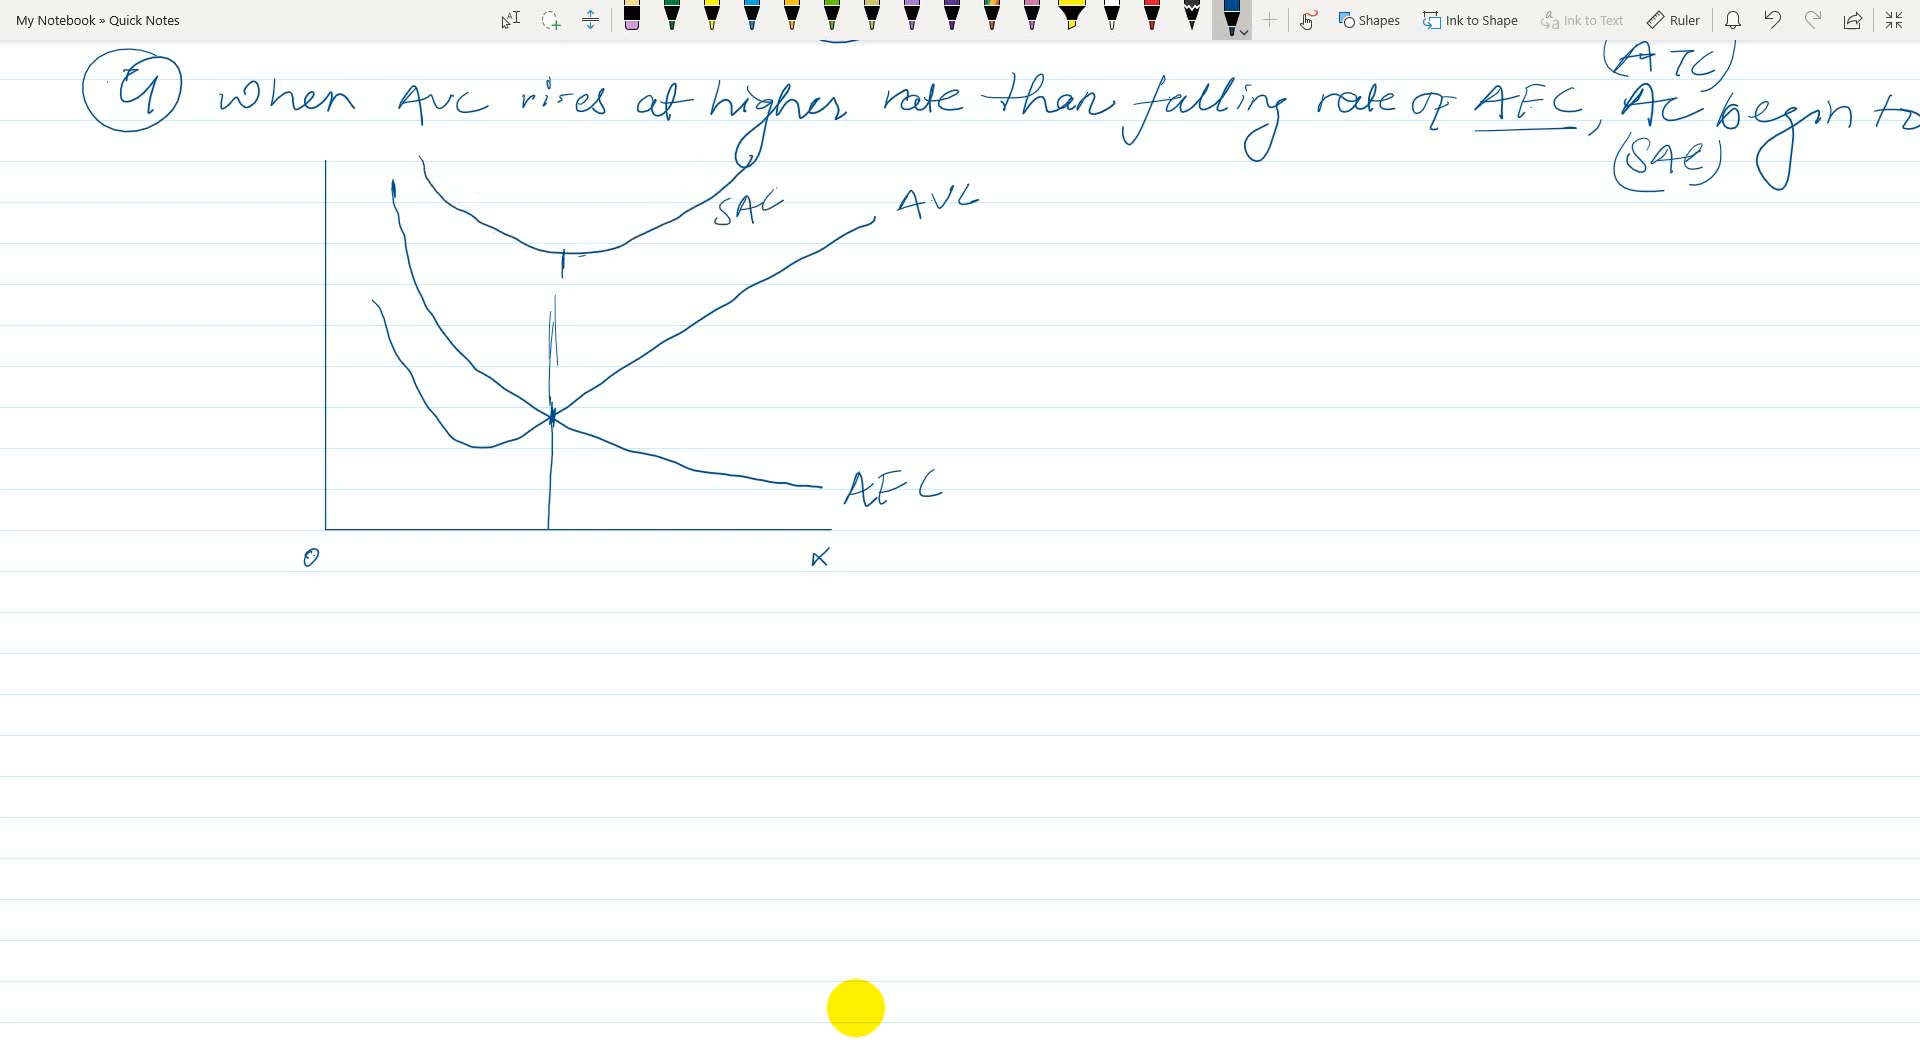 My Notebook » Quick Notes
Shapes
Ink to Shape
Ink to Text
Ruler
(ATC)
4 when AVC rises at higher rate than falling rate of AFC, AC begin to
(SAC)
SAC
AVC
AFC
O
X